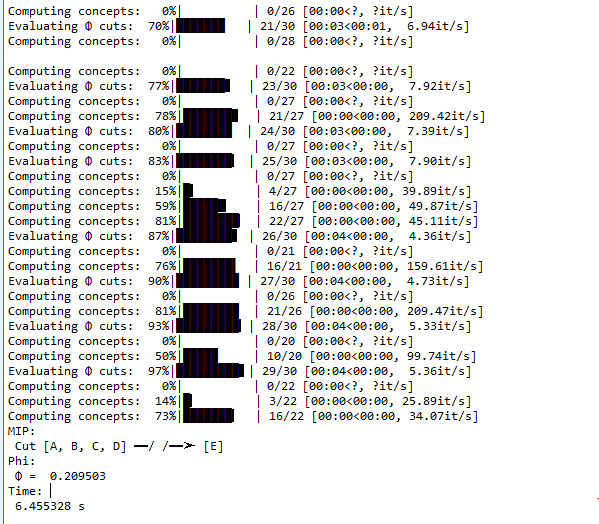 Computing concepts:   0%|          | 0/26 [00:00<?, ?it/s]
Evaluating Φ cuts:  70%|███████   | 21/30 [00:03<00:01,  6.94it/s]
Computing concepts:   0%|          | 0/28 [00:00<?, ?it/s]

Computing concepts:   0%|          | 0/22 [00:00<?, ?it/s]
Evaluating Φ cuts:  77%|███████▋  | 23/30 [00:03<00:00,  7.92it/s]
Computing concepts:   0%|          | 0/27 [00:00<?, ?it/s]
Computing concepts:  78%|███████▊  | 21/27 [00:00<00:00, 209.42it/s]
Evaluating Φ cuts:  80%|████████  | 24/30 [00:03<00:00,  7.39it/s]
Computing concepts:   0%|          | 0/27 [00:00<?, ?it/s]
Evaluating Φ cuts:  83%|████████▎ | 25/30 [00:03<00:00,  7.90it/s]
Computing concepts:   0%|          | 0/27 [00:00<?, ?it/s]
Computing concepts:  15%|█▍        | 4/27 [00:00<00:00, 39.89it/s]
Computing concepts:  59%|█████▉    | 16/27 [00:00<00:00, 49.87it/s]
Computing concepts:  81%|████████▏ | 22/27 [00:00<00:00, 45.11it/s]
Evaluating Φ cuts:  87%|████████▋ | 26/30 [00:04<00:00,  4.36it/s]
Computing concepts:   0%|          | 0/21 [00:00<?, ?it/s]
Computing concepts:  76%|███████▌  | 16/21 [00:00<00:00, 159.61it/s]
Evaluating Φ cuts:  90%|█████████ | 27/30 [00:04<00:00,  4.73it/s]
Computing concepts:   0%|          | 0/26 [00:00<?, ?it/s]
Computing concepts:  81%|████████  | 21/26 [00:00<00:00, 209.47it/s]
Evaluating Φ cuts:  93%|█████████▎| 28/30 [00:04<00:00,  5.33it/s]
Computing concepts:   0%|          | 0/20 [00:00<?, ?it/s]
Computing concepts:  50%|█████     | 10/20 [00:00<00:00, 99.74it/s]
Evaluating Φ cuts:  97%|█████████▋| 29/30 [00:04<00:00,  5.36it/s]
Computing concepts:   0%|          | 0/22 [00:00<?, ?it/s]
Computing concepts:  14%|█▎        | 3/22 [00:00<00:00, 25.89it/s]
Computing concepts:  73%|███████▎  | 16/22 [00:00<00:00, 34.07it/s]
MIP:
 Cut [A, B, C, D] ━━/ /━━➤ [E]
Phi:
 Φ =  0.209503
Time:
 6.455328 s